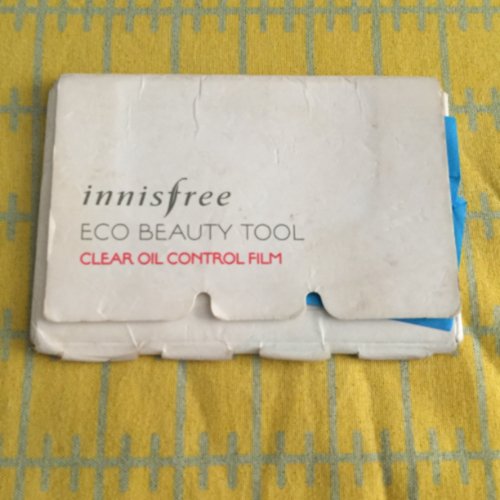 innisfree
ECO BEAUTY TOOL
CLEAR OIL CONTROL FILM